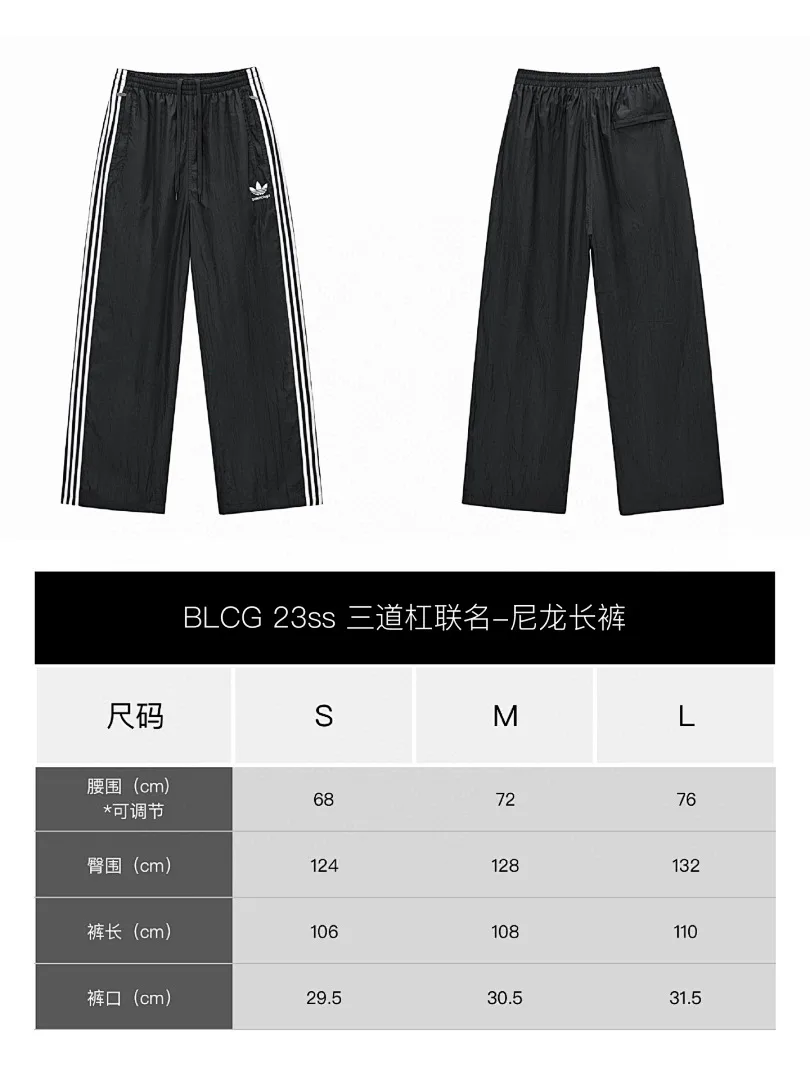 BLCG 23ss 三道杠联名-尼龙长裤
尺码 S M L
腰围（cm） 68 72 76
*可调节
臀围（cm） 124 128 132
裤长（cm） 106 108 110
裤口（cm） 29.5 30.5 31.5